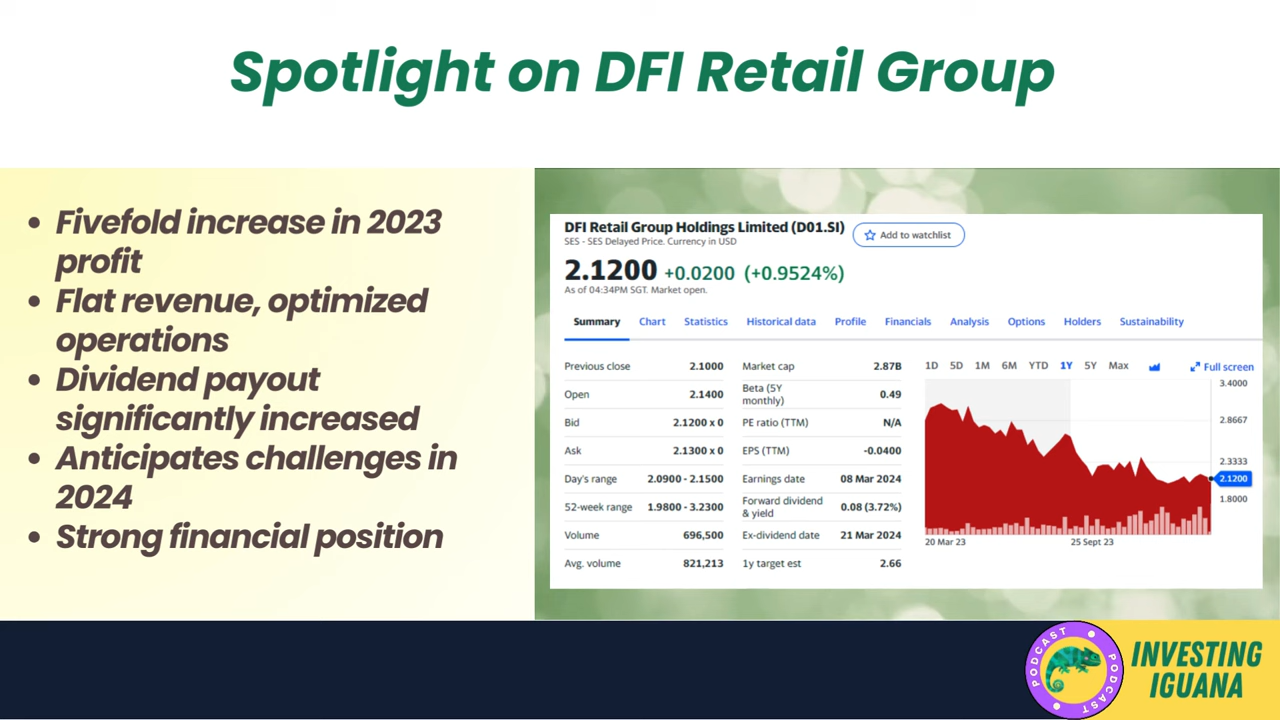 Spotlight on DFI Retail Group
• Fivefold increase in 2023
profit
• Flat revenue, optimized
operations
• Dividend payout
significantly increased
• Anticipates challenges in
2024
• Strong financial position
DFI Retail Group Holdings Limited (D01.SI)
Add to watchlist
SES - SES Delayed Price. Currency in USD
2.1200 +0.0200 (+0.9524%)
As of 04:34PM SGT. Market open.
Summary Chart Statistics Historical data Profile Financials Analysis Options Holders Sustainability
Previous close 2.1000
Open 2.1400
Bid 2.1200 x 0
Ask 2.1300 x 0
Day's range 2.0900 - 2.1500
52-week range 1.9800 - 3.2300
Volume 696,500
Avg. volume 821,213
Market cap 2.87B
Beta (5Y
monthly) 0.49
PE ratio (TTM) N/A
EPS (TTM) -0.0400
Earnings date 08 Mar 2024
Forward dividend
& yield 0.08 (3.72%)
Ex-dividend date 21 Mar 2024
1y target est 2.66
1D 5D 1M 6M YTD 1Y 5Y Max Full screen
3.4000
2.8667
2.3333
2.1200
1.8000
20 Mar 23 25 Sept 23
PODCAST PODCAST
INVESTING
IGUANA